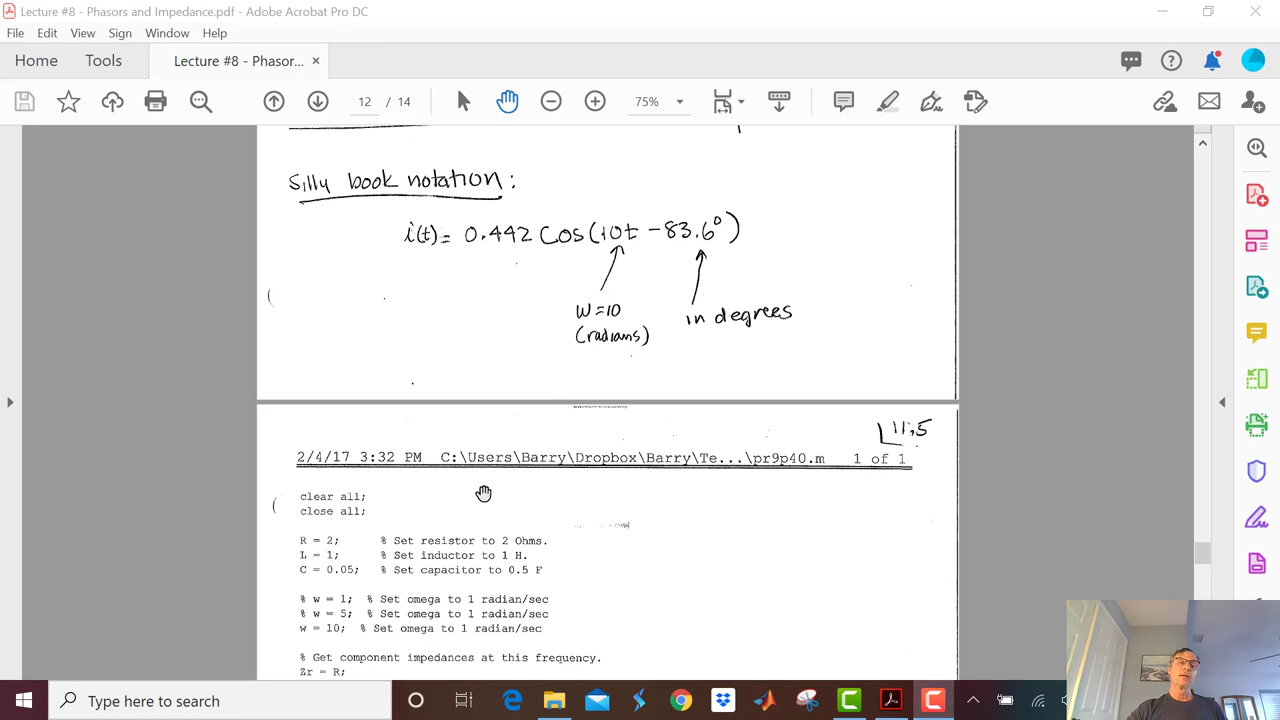 Lecture #8 - Phasors and Impedance.pdf - Adobe Acrobat Pro DC
File Edit View Sign Window Help
Home Tools Lecture #8 - Phasor... ×
12 / 14 75%
Silly book notation:
i(t)= 0.442 Cos(10t -83.6°)
W=10
(radians)
in degrees
11.5
2/4/17 3:32 PM C:\Users\Barry\Dropbox\Barry\Te...\pr9p40.m 1 of 1
clear all;
close all;
R = 2; % Set resistor to 2 Ohms.
L = 1; % Set inductor to 1 H.
C = 0.05; % Set capacitor to 0.5 F
% w = 1; % Set omega to 1 radian/sec
% w = 5; % Set omega to 1 radian/sec
w = 10; % Set omega to 1 radian/sec
% Get component impedances at this frequency.
Zr = R;
Type here to search